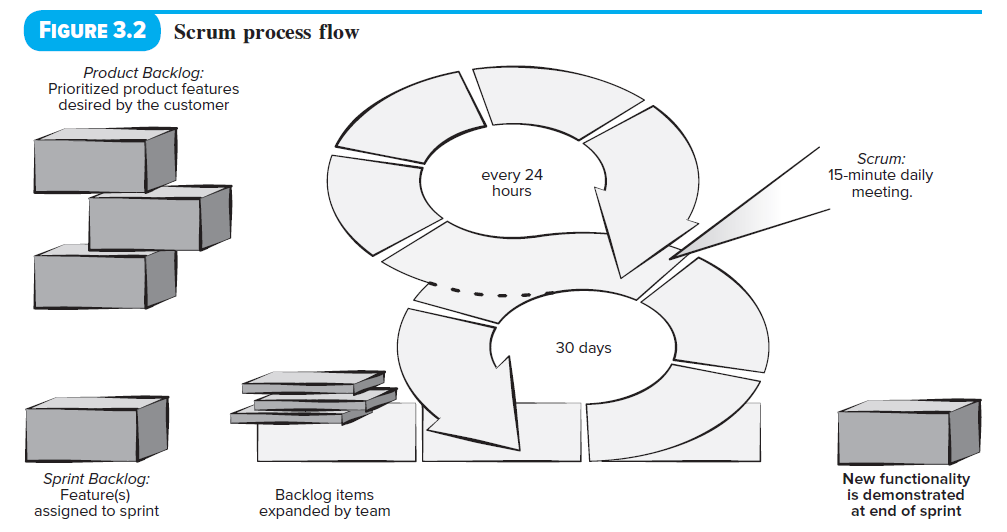 FIGURE 3.2 Scrum process flow
Product Backlog:
Prioritized product features
desired by the customer
every 24
hours
Scrum:
15-minute daily
meeting.
30 days
Sprint Backlog:
Feature(s)
assigned to sprint
Backlog items
expanded by team
New functionality
is demonstrated
at end of sprint